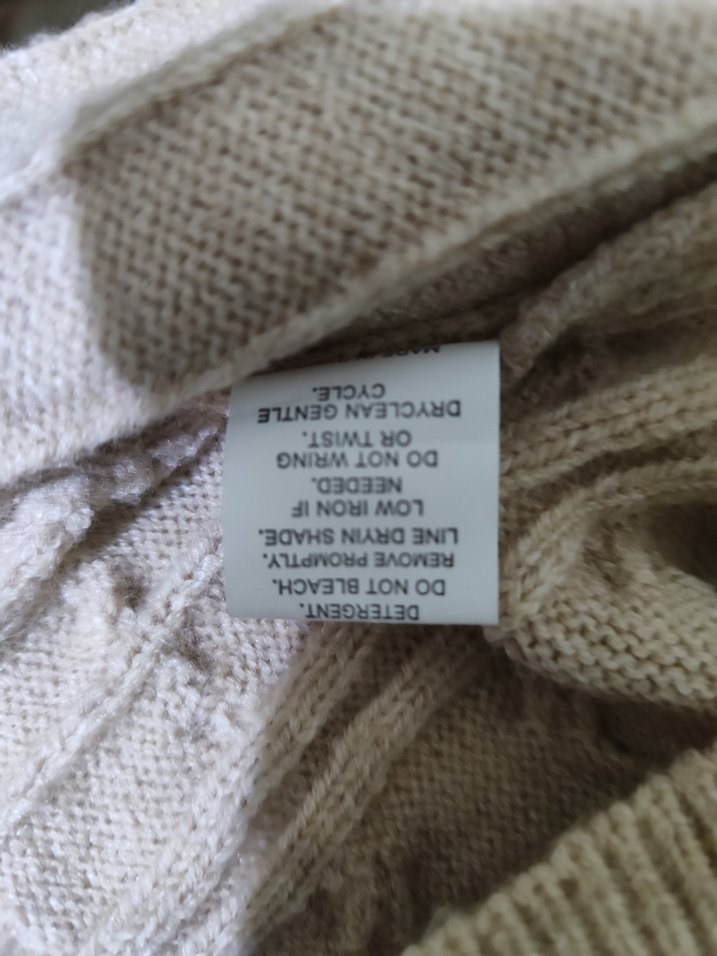 DETERGENT.
DO NOT BLEACH.
REMOVE PROMPTLY.
LINE DRYIN SHADE.
LOW IRON IF
NEEDED.
DO NOT WRING
OR TWIST.
DRYCLEAN GENTLE
CYCLE.